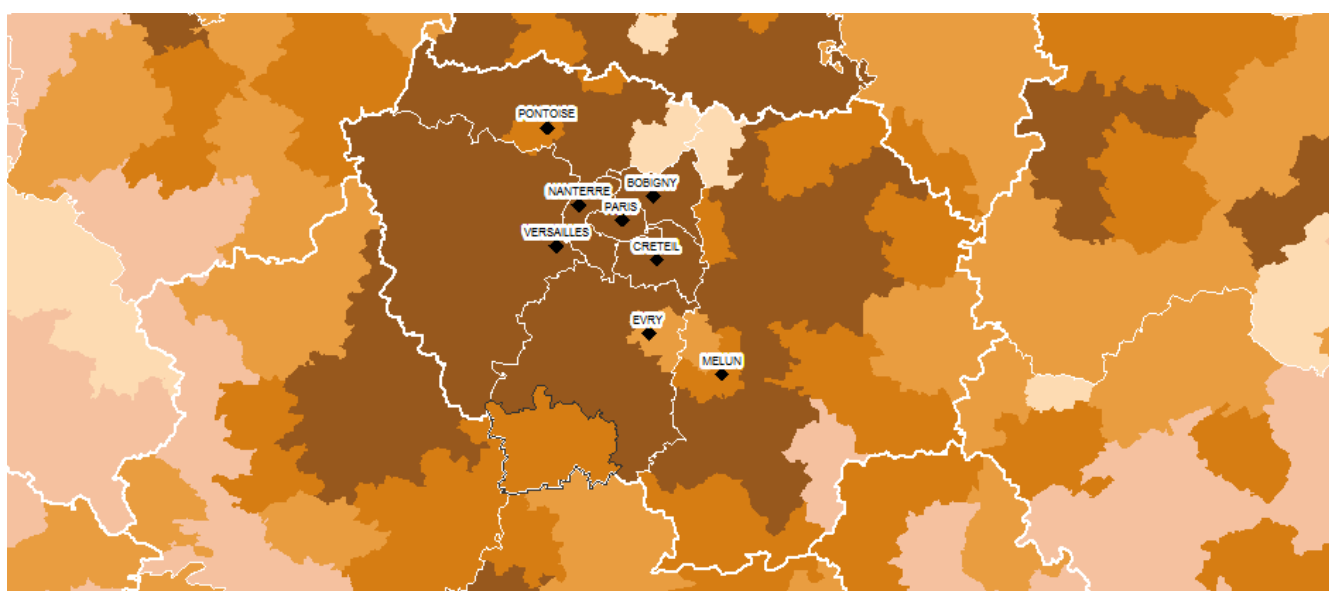 PONTOISE
BOBIGNY
NANTERRE
PARIS
VERSAILLES
CRETEIL
EVRY
MELUN